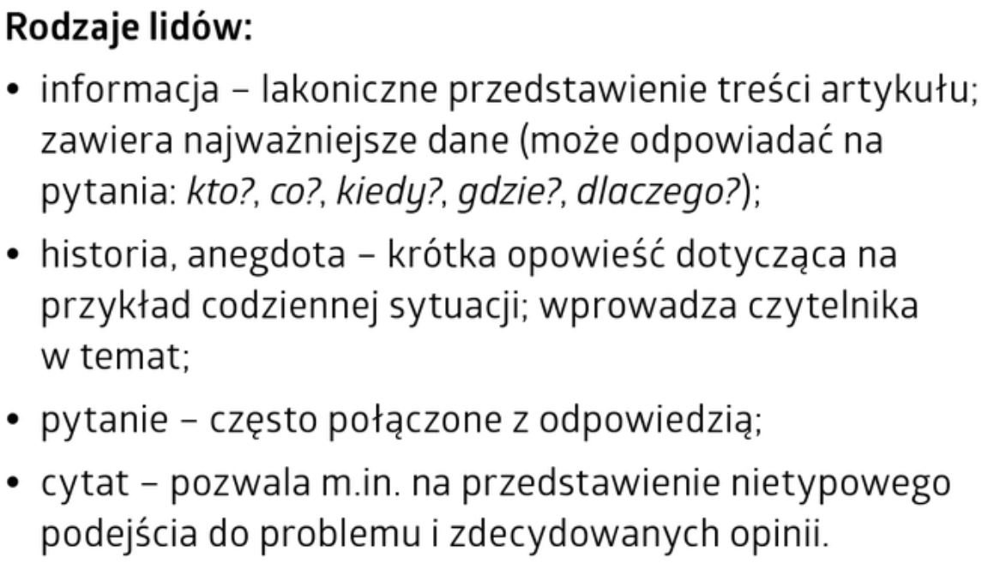 Rodzaje lidów:
• informacja – lakoniczne przedstawienie treści artykułu;
zawiera najważniejsze dane (może odpowiadać na
pytania: kto?, co?, kiedy?, gdzie?, dlaczego?);
• historia, anegdota – krótka opowieść dotycząca na
przykład codziennej sytuacji; wprowadza czytelnika
w temat;
• pytanie – często połączone z odpowiedzią;
• cytat – pozwala m.in. na przedstawienie nietypowego
podejścia do problemu i zdecydowanych opinii.